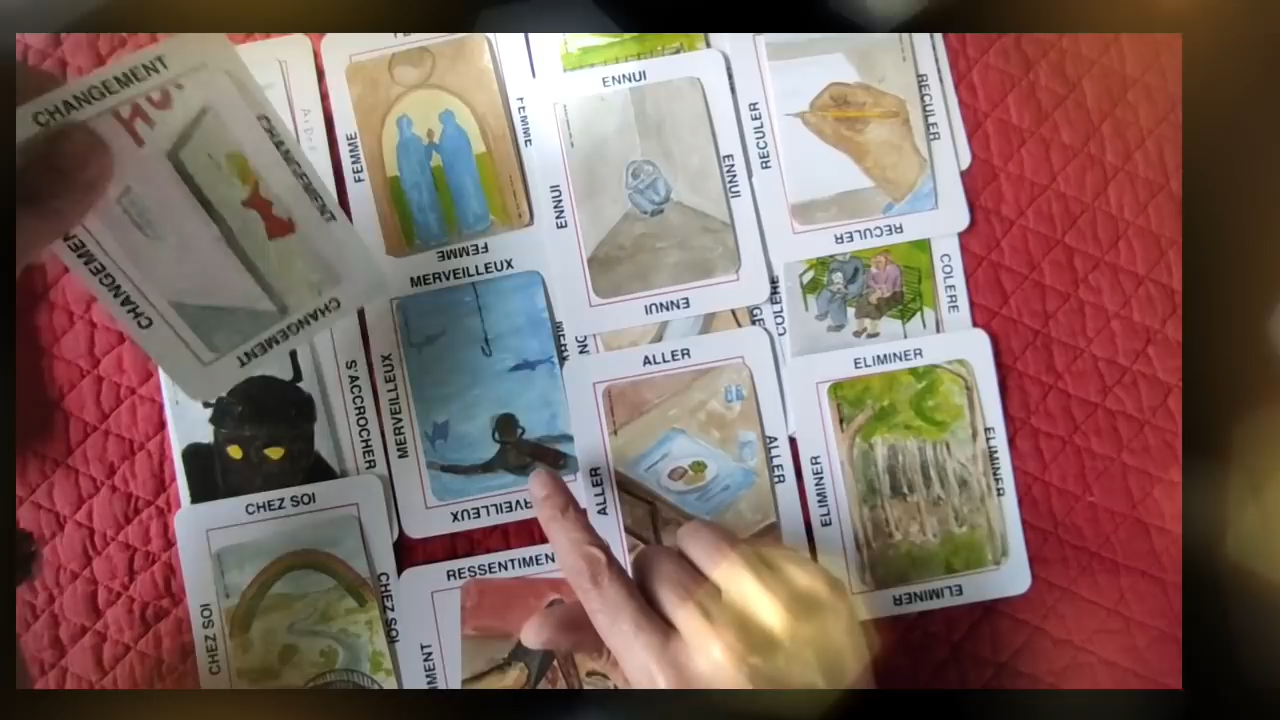 CHANGEMENT
CHANGEMENT
CHANGEMENT
CHANGEMENT
FEMME
FEMME
FEMME
ENNUI
ENNUI
ENNUI
ENNUI
RECULER
RECULER
RECULER
COLERE
COLERE
MERVEILLEUX
MERVEILLEUX
S'ACCROCHER
ALLER
ALLER
ALLER
ELIMINER
ELIMINER
ELIMINER
ELIMINER
CHEZ SOI
CHEZ SOI
CHEZ SOI
RESSENTIMEN